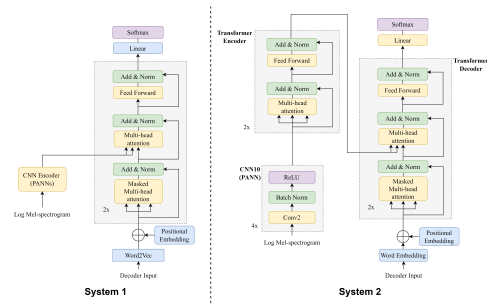 Softmax
Linear
Add & Norm
Feed Forward
Add & Norm
Multi-head
attention
CNN Encoder
(PANNs)
Log Mel-spectrogram
Add & Norm
Masked
Multi-head
attention
2x
Positional
Embedding
Word2Vec
Decoder Input
System 1
Transformer
Encoder
Add & Norm
Feed Forward
Add & Norm
Multi-head
attention
2x
CNN10
(PANN)
ReLU
Batch Norm
Conv2
4x
Log Mel-spectrogram
Softmax
Linear
Transformer
Decoder
Add & Norm
Feed Forward
Add & Norm
Multi-head
attention
Add & Norm
Masked
Multi-head
attention
2x
Positional
Embedding
Word Embedding
Decoder Input
System 2